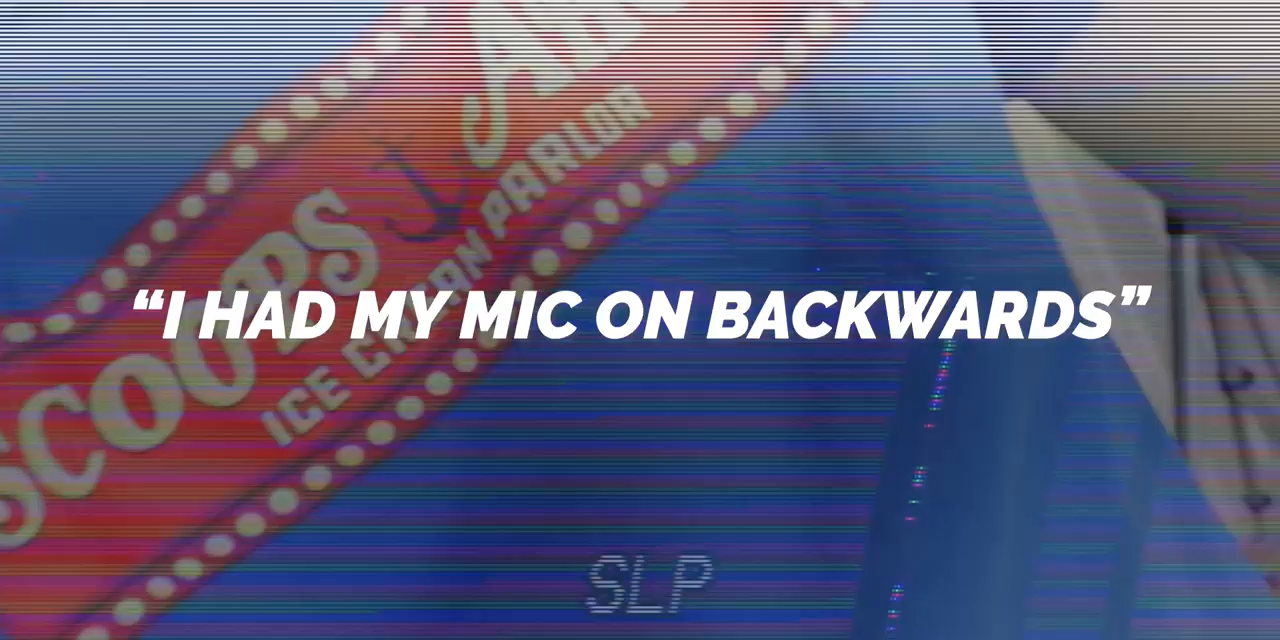 SCOOPS
ICE CREAM PARLOR
“I HAD MY MIC ON BACKWARDS”
SLP